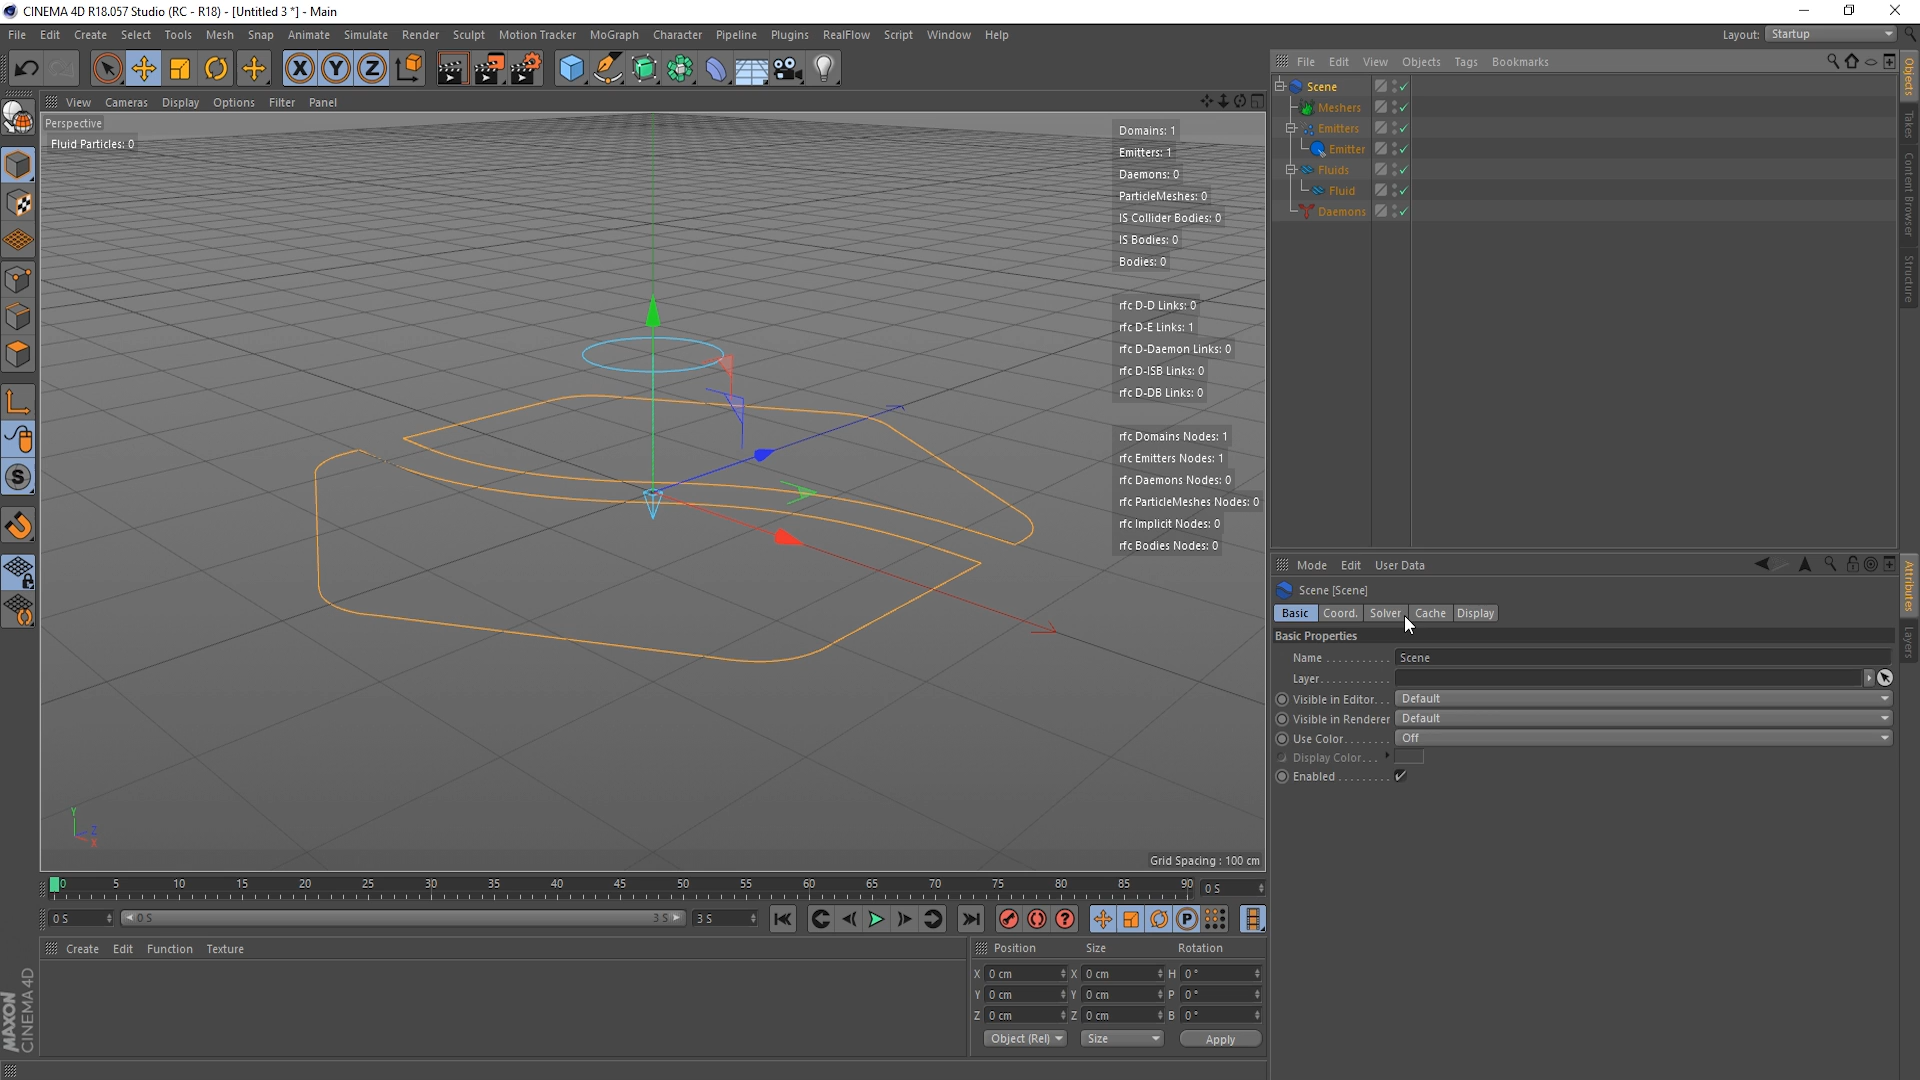 CINEMA 4D R18.057 Studio (RC - R18) - [Untitled 3 *] - Main
File Edit Create Select Tools Mesh Snap Animate Simulate Render Sculpt Motion Tracker MoGraph Character Pipeline Plugins RealFlow Script Window Help
Layout: Startup
View Cameras Display Options Filter Panel
Perspective
Fluid Particles: 0
Domains: 1
Emitters: 1
Daemons: 0
ParticleMeshes: 0
IS Collider Bodies: 0
IS Bodies: 0
Bodies: 0
rfc D-D Links: 0
rfc D-E Links: 1
rfc D-Daemon Links: 0
rfc D-ISB Links: 0
rfc D-DB Links: 0
rfc Domains Nodes: 1
rfc Emitters Nodes: 1
rfc Daemons Nodes: 0
rfc ParticleMeshes Nodes: 0
rfc Implicit Nodes: 0
rfc Bodies Nodes: 0
Y
Z
X
Grid Spacing : 100 cm
File Edit View Objects Tags Bookmarks
Scene
Meshers
Emitters
Emitter
Fluids
Fluid
Daemons
Objects
Takes
Content Browser
Structure
Mode Edit User Data
Scene [Scene]
Basic Coord. Solver Cache Display
Basic Properties
Name . . . . . . . . . . . Scene
Layer. . . . . . . . . . . .
Visible in Editor. . . Default
Visible in Renderer Default
Use Color. . . . . . . . Off
Display Color. . .
Enabled . . . . . . . . .
Attributes
Layers
0 5 10 15 20 25 30 35 40 45 50 55 60 65 70 75 80 85 90 0 S
0 S 0 S 3 S 3 S
Create Edit Function Texture
Position Size Rotation
X 0 cm X 0 cm H 0 °
Y 0 cm Y 0 cm P 0 °
Z 0 cm Z 0 cm B 0 °
Object (Rel) Size Apply
MAXON
CINEMA 4D